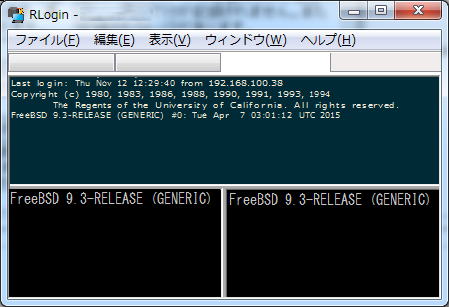 RLogin -
ファイル(F) 編集(E) 表示(V) ウィンドウ(W) ヘルプ(H)
Last login: Thu Nov 12 12:29:40 from 192.168.100.38
Copyright (c) 1980, 1983, 1986, 1988, 1990, 1991, 1993, 1994
The Regents of the University of California. All rights reserved.
FreeBSD 9.3-RELEASE (GENERIC) #0: Tue Apr 7 03:01:12 UTC 2015
FreeBSD 9.3-RELEASE (GENERIC)
FreeBSD 9.3-RELEASE (GENERIC)